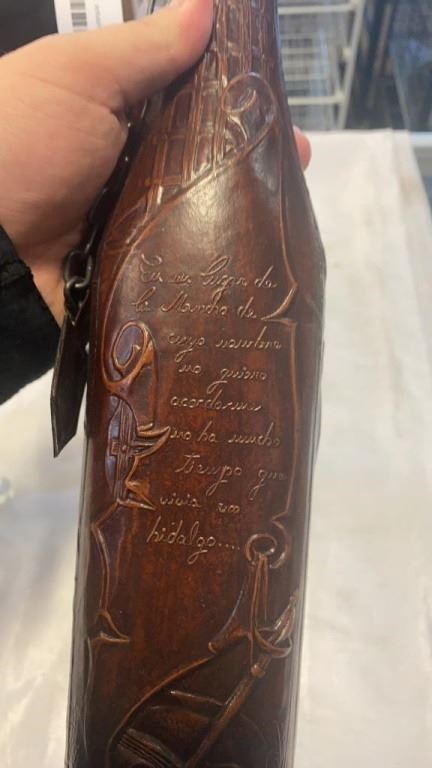 En un lugar de
la Mancha de
cuyo nombre
no quiero
acordarme
no ha mucho
tiempo que
vivia un
hidalgo....